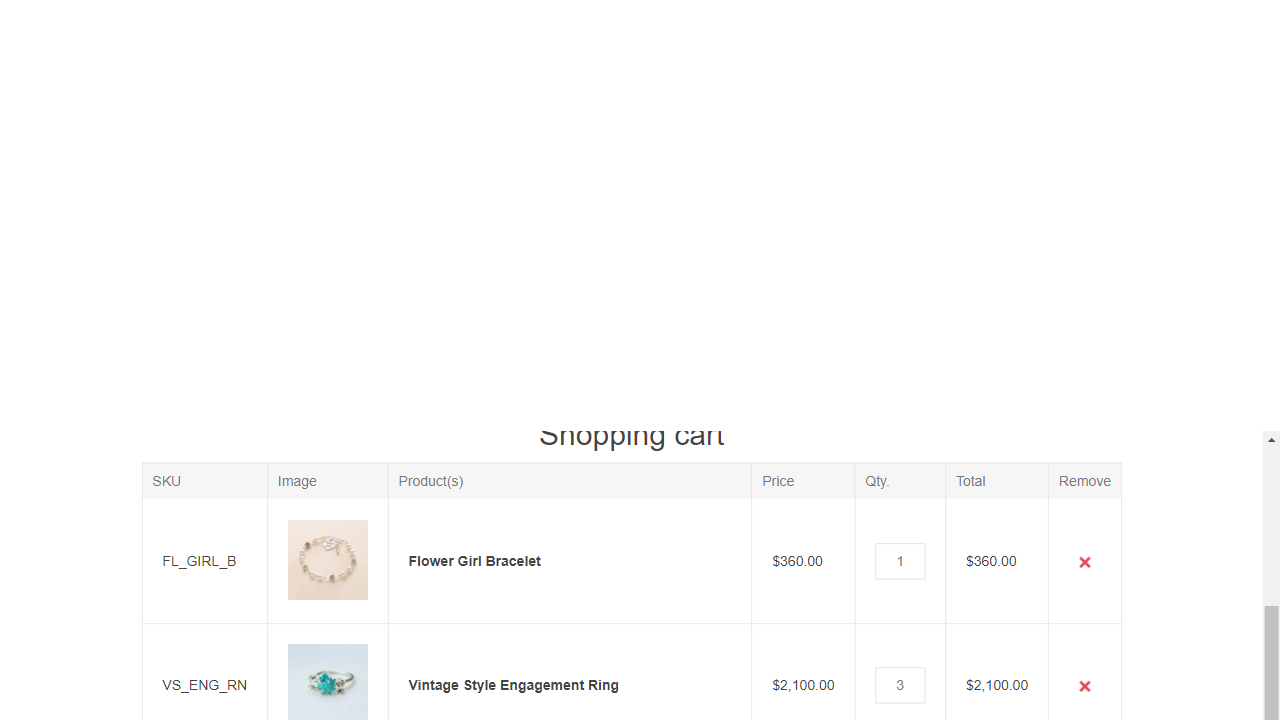 Shopping cart
SKU Image Product(s) Price Qty. Total Remove
FL_GIRL_B Flower Girl Bracelet $360.00 1 $360.00
VS_ENG_RN Vintage Style Engagement Ring $2,100.00 3 $2,100.00